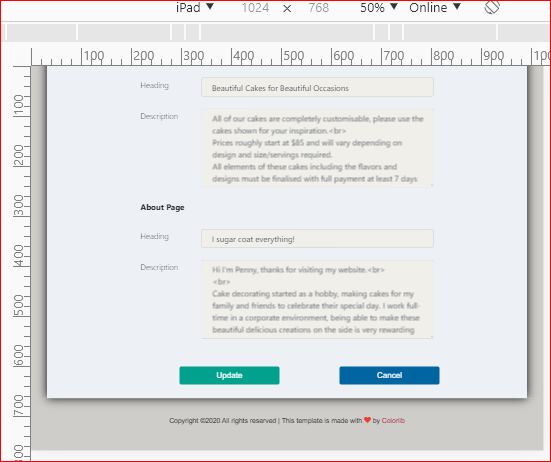 iPad ▼ 1024 × 768 50% ▼ Online ▼
100 200 300 400 500 600 700 800 900
100
200
300
400
500
600
700
800
Heading
Beautiful Cakes for Beautiful Occasions
Description
All of our cakes are completely customisable, please use the
cakes shown for your inspiration.<br>
Prices roughly start at $85 and will vary depending on
design and size/servings required.
All elements of these cakes including the flavors and
designs must be finalised with full payment at least 7 days
About Page
Heading
I sugar coat everything!
Description
Hi I'm Penny, thanks for visiting my website.<br>
<br>
Cake decorating started as a hobby, making cakes for my
family and friends to celebrate their special day. I work full-
time in a corporate environment, being able to make these
beautiful delicious creations on the side is very rewarding
Update Cancel
Copyright ©2020 All rights reserved | This template is made with ❤ by Colorlib